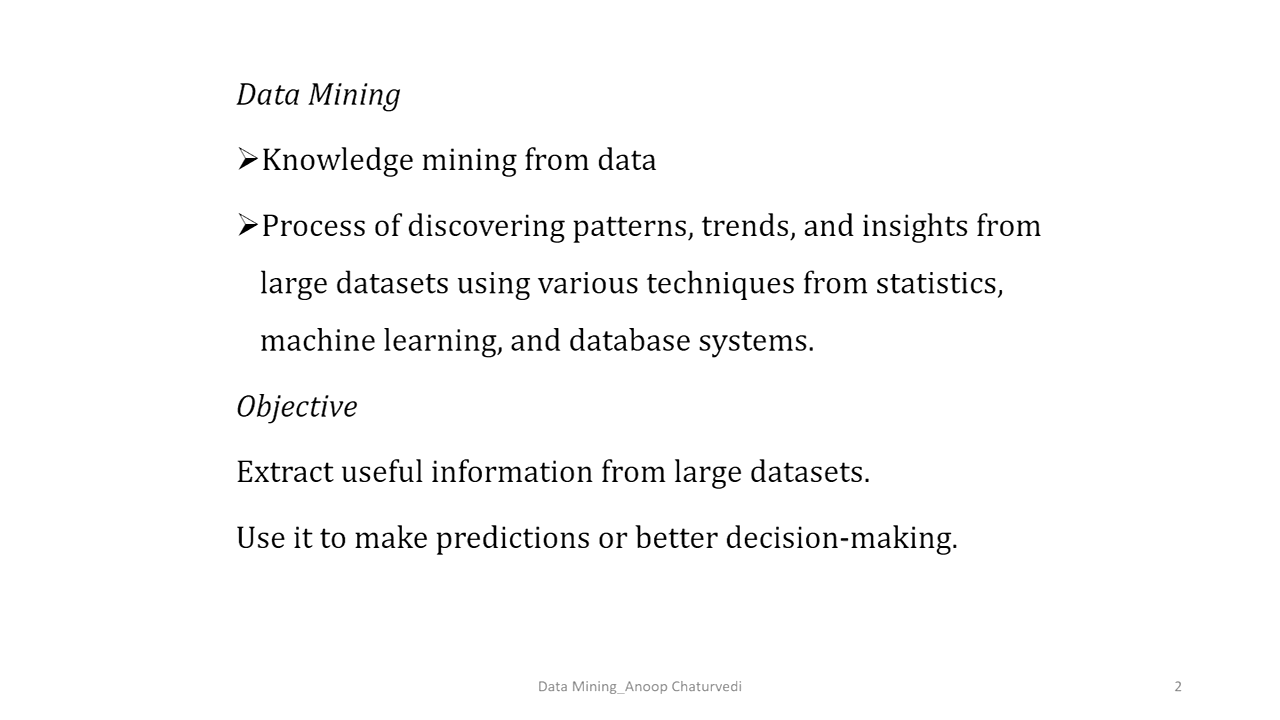 Data Mining
➢Knowledge mining from data
➢Process of discovering patterns, trends, and insights from
large datasets using various techniques from statistics,
machine learning, and database systems.
Objective
Extract useful information from large datasets.
Use it to make predictions or better decision-making.
Data Mining_Anoop Chaturvedi
2